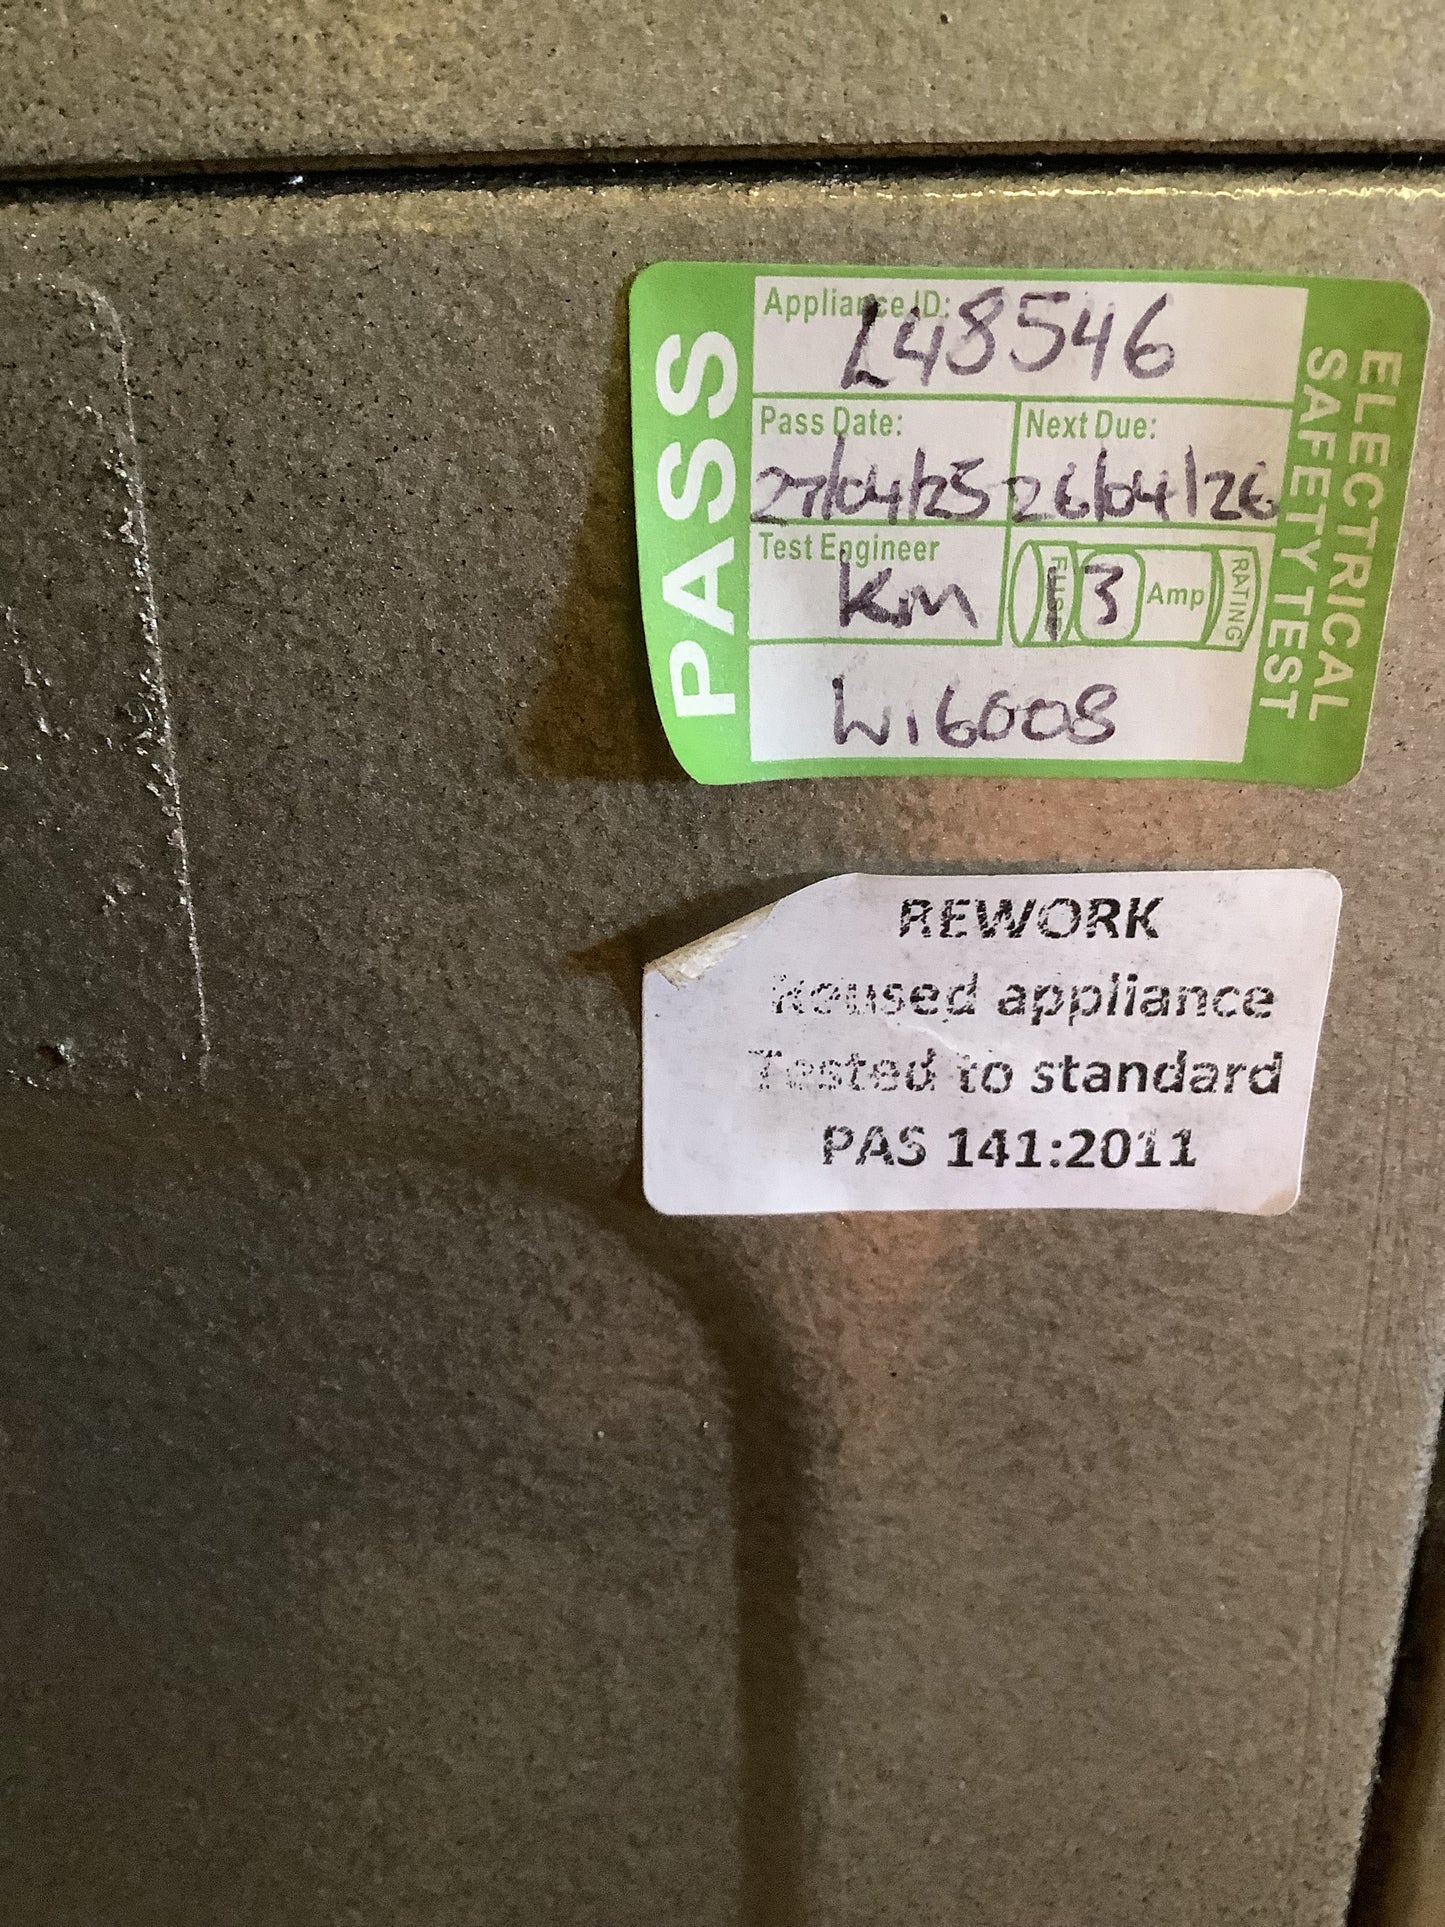 PASS
Appliance ID: L48546
Pass Date: 27/04/25
Next Due: 26/04/26
Test Engineer KM
FUSE 13 Amp RATING
W16008
ELECTRICAL
SAFETY TEST
REWORK
Reused appliance
Tested to standard
PAS 141:2011